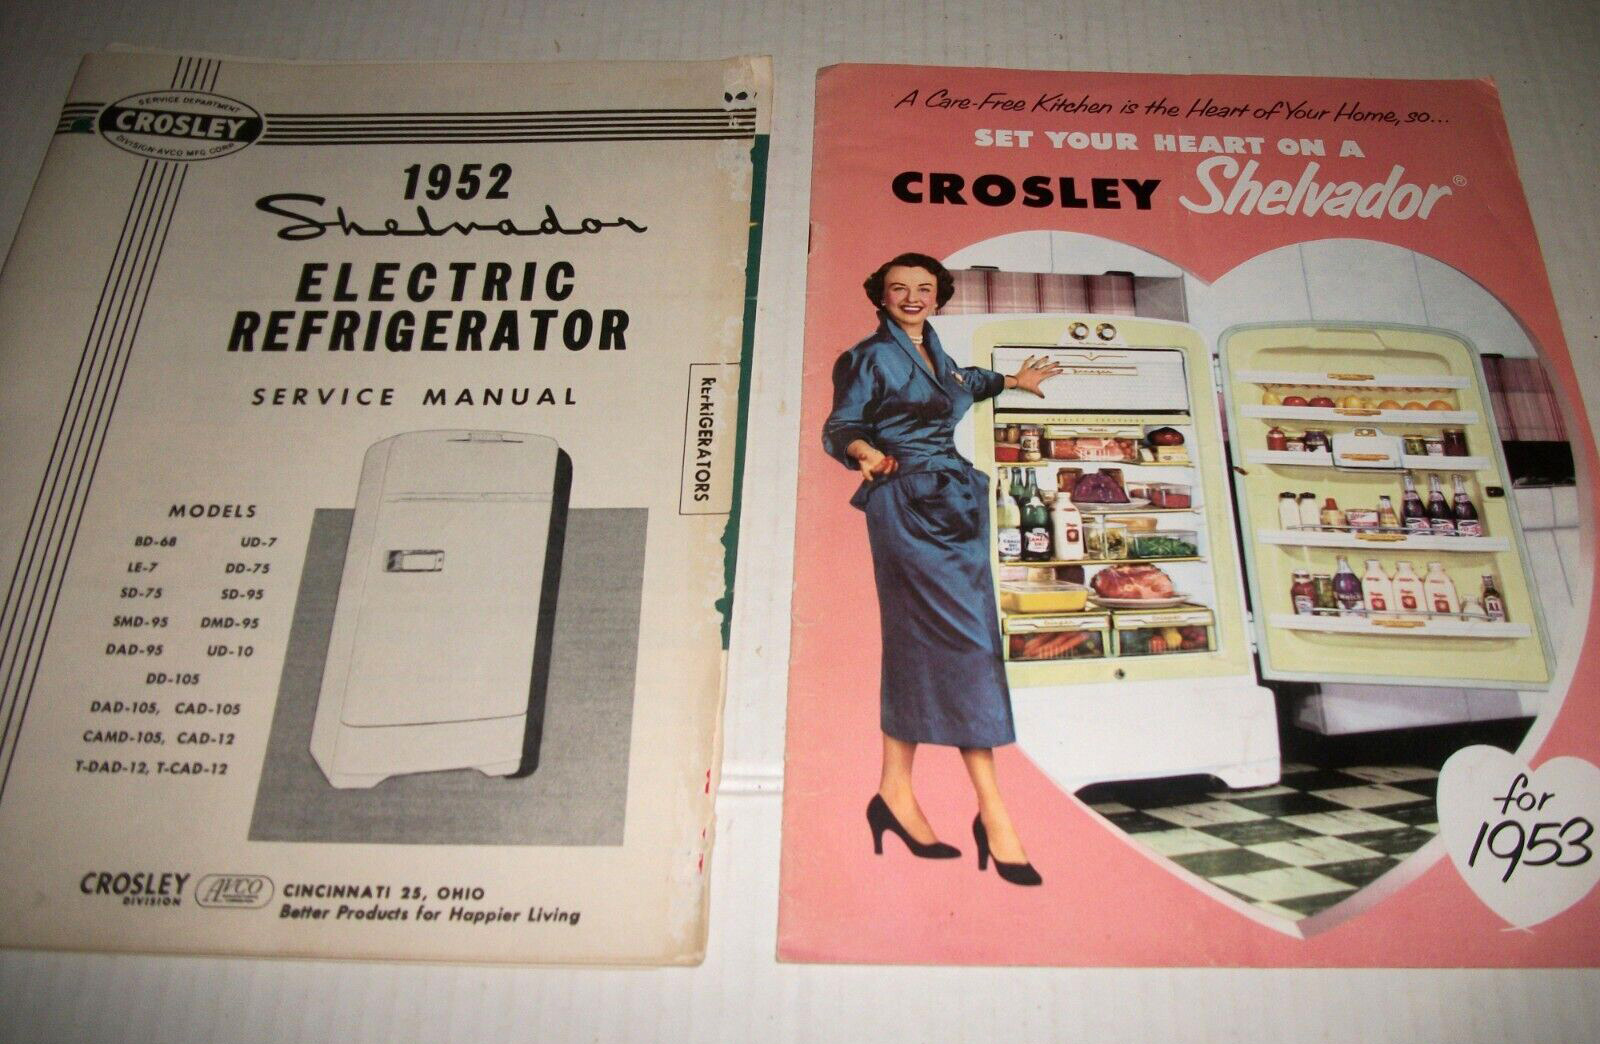 SERVICE DEPARTMENT
CROSLEY
DIVISION-AVCO MFG CORP.
1952
Shelvador
ELECTRIC
REFRIGERATOR
SERVICE MANUAL
REFRIGERATORS
MODELS
BD-68 UD-7
LE-7 DD-75
SD-75 SD-95
SMD-95 DMD-95
DAD-95 UD-10
DD-105
DAD-105, CAD-105
CAMD-105, CAD-12
T-DAD-12, T-CAD-12
CROSLEY
DIVISION
AVCO
CINCINNATI 25, OHIO
Better Products for Happier Living
A Care-Free Kitchen is the Heart of Your Home, so...
SET YOUR HEART ON A
CROSLEY Shelvador®
Freezer
Crisper Crisper
A.1
for
1953